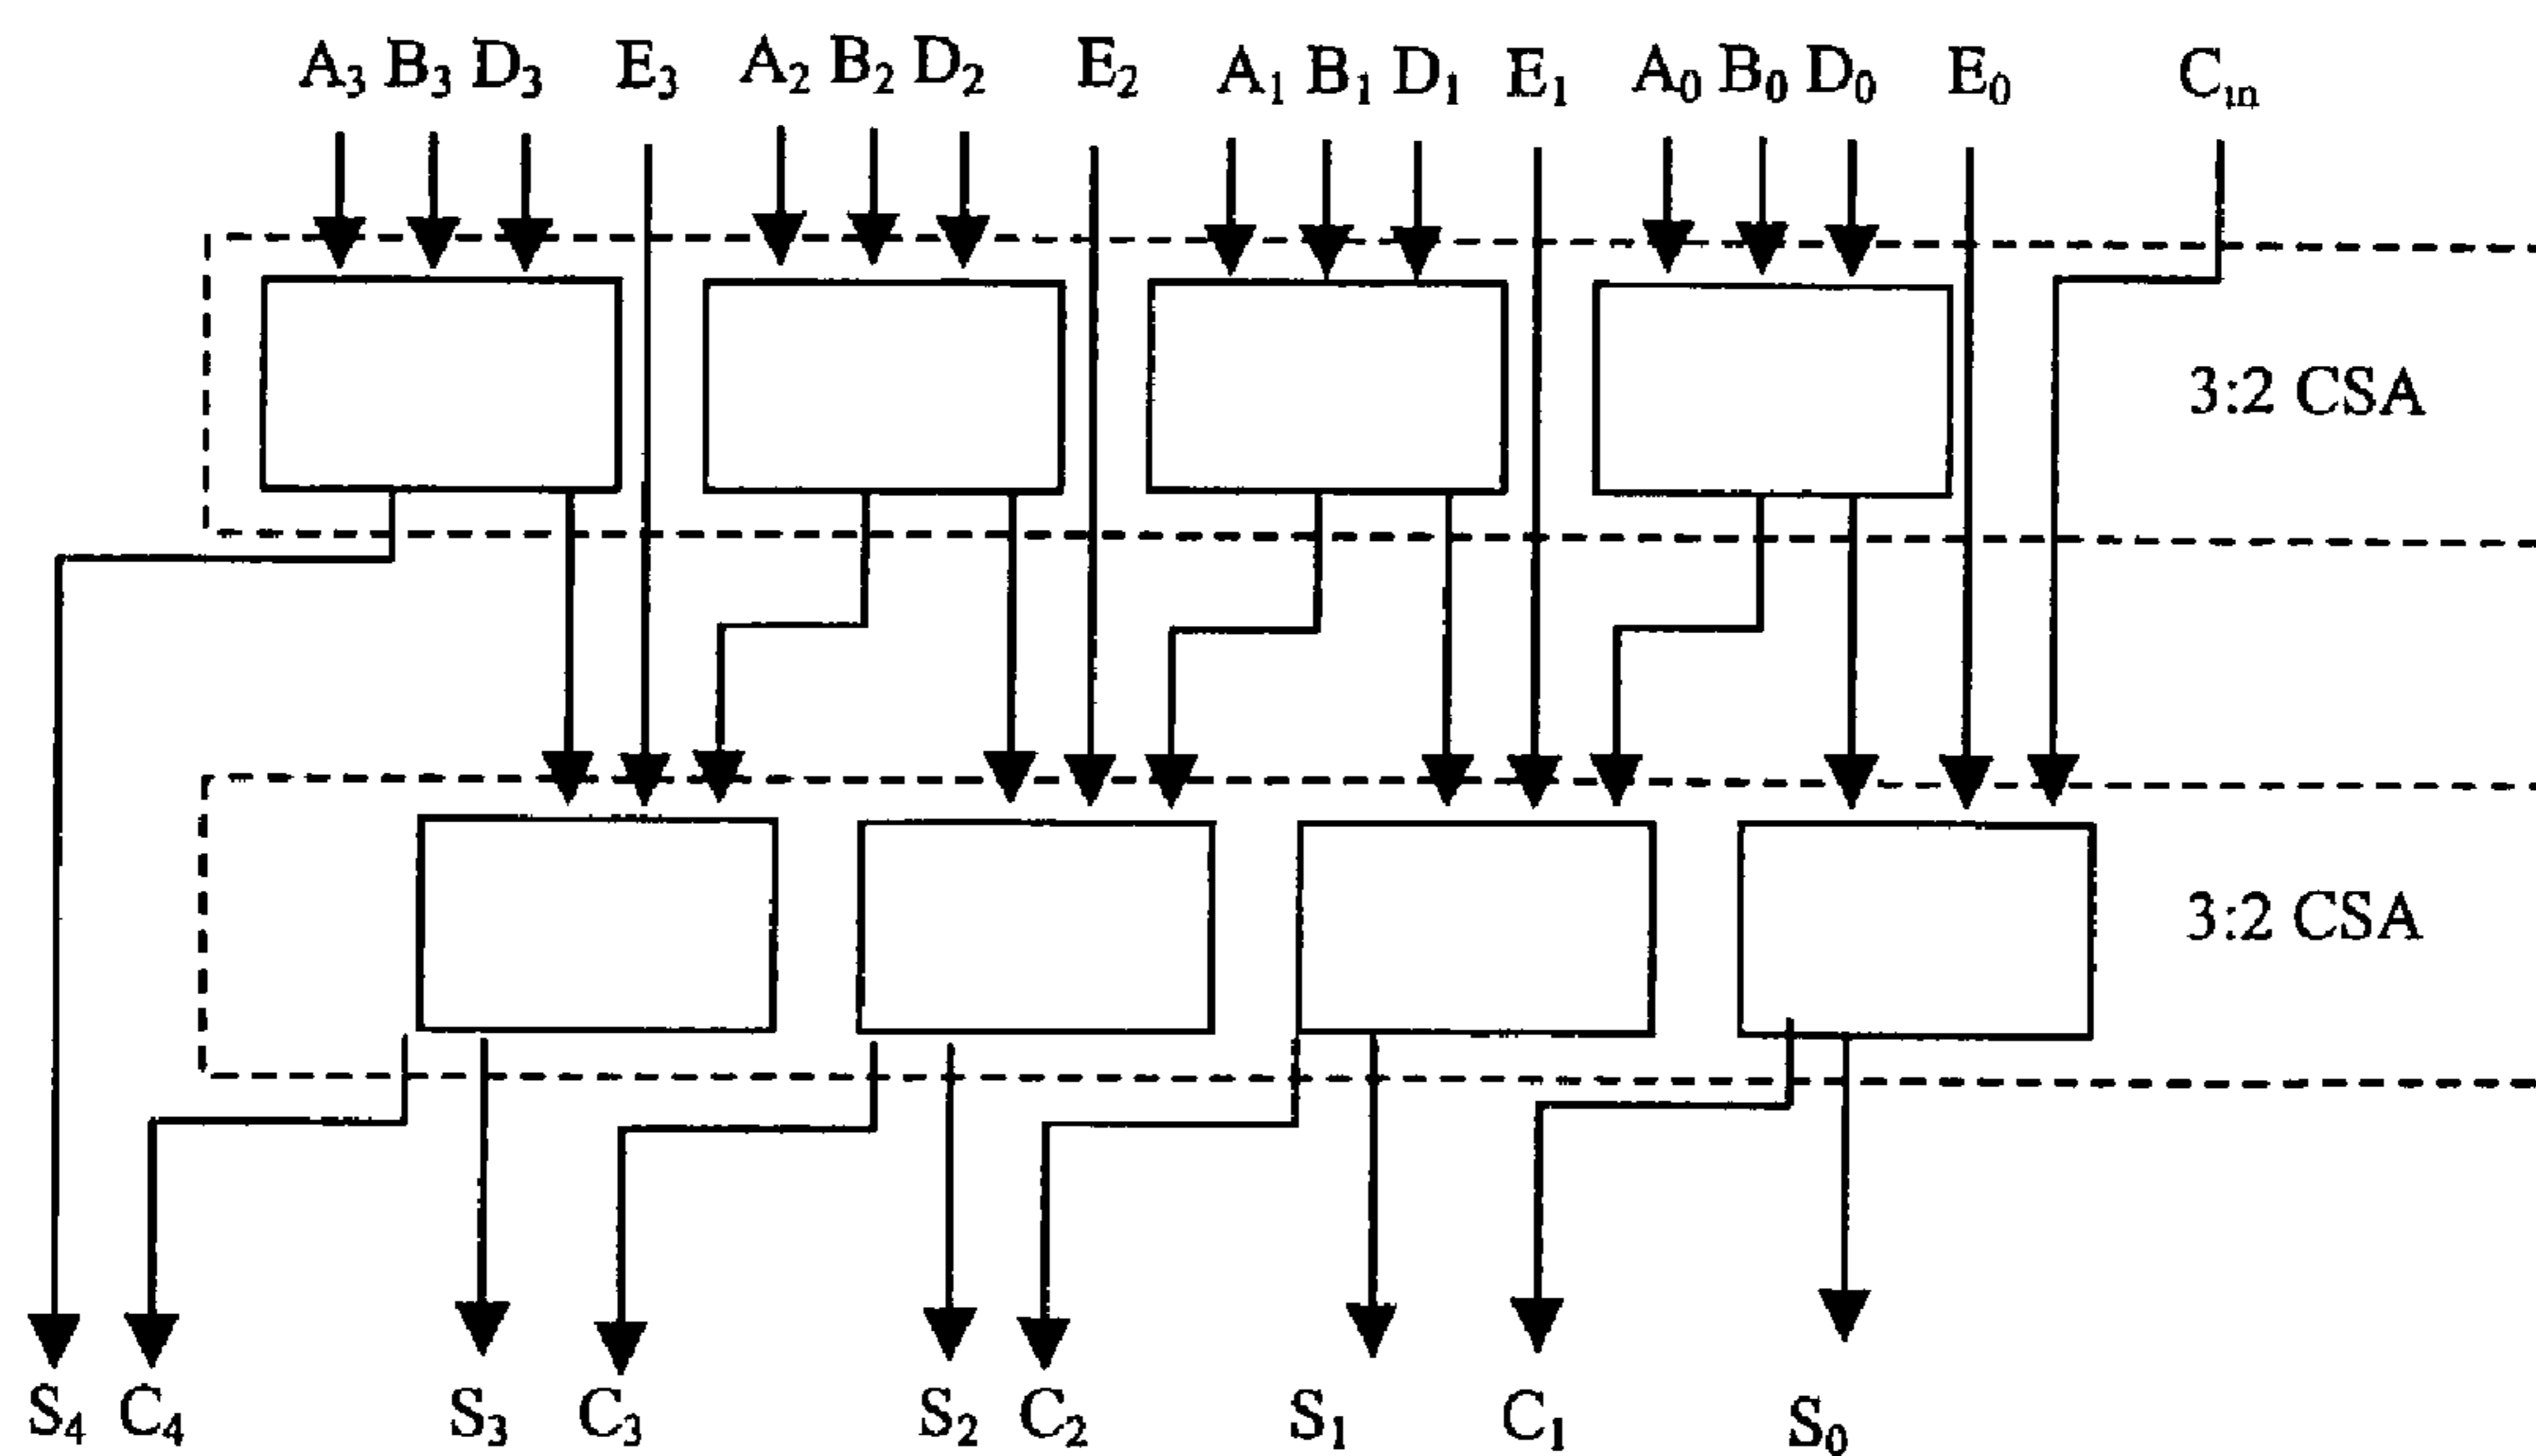 A₃ B₃ D₃ E₃ A₂ B₂ D₂ E₂ A₁ B₁ D₁ E₁ A₀ B₀ D₀ E₀ Cᵢₙ
3:2 CSA
3:2 CSA
S₄ C₄ S₃ C₃ S₂ C₂ S₁ C₁ S₀